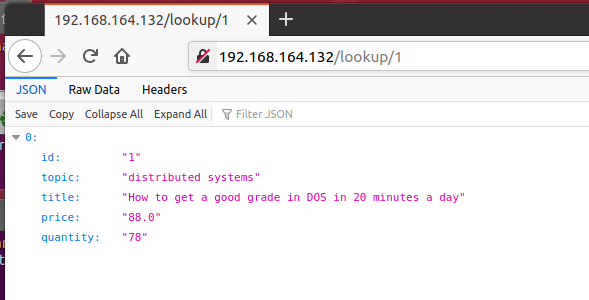 192.168.164.132/lookup/1
192.168.164.132/lookup/1
JSON Raw Data Headers
Save Copy Collapse All Expand All Filter JSON
0:
id: "1"
topic: "distributed systems"
title: "How to get a good grade in DOS in 20 minutes a day"
price: "88.0"
quantity: "78"